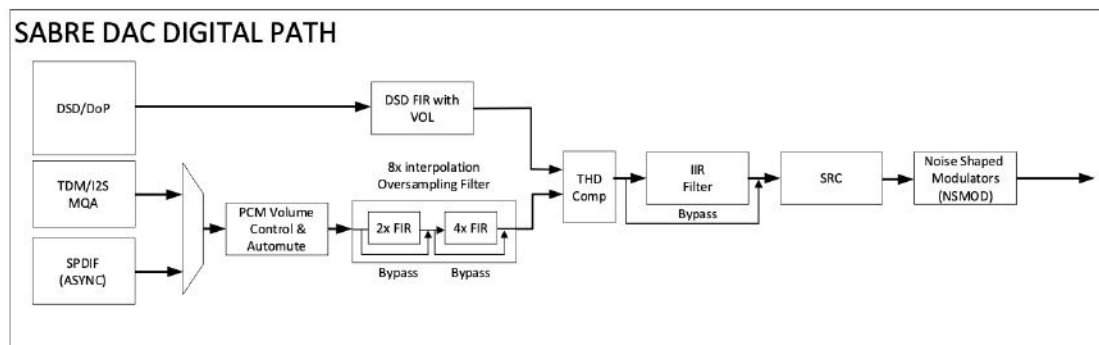 SABRE DAC DIGITAL PATH
DSD/DoP
DSD FIR with
VOL
TDM/I2S
MQA
SPDIF
(ASYNC)
PCM Volume
Control &
Automute
8x interpolation
Oversampling Filter
2x FIR
4x FIR
Bypass
Bypass
THD
Comp
IIR
Filter
Bypass
SRC
Noise Shaped
Modulators
(NSMOD)